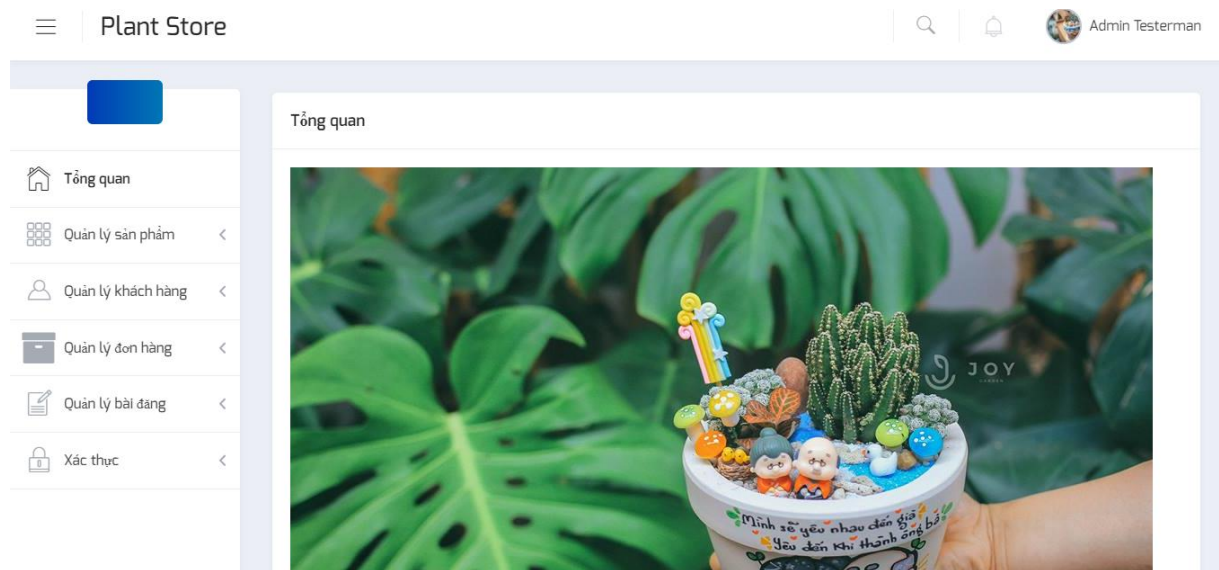 Plant Store
Admin Testerman
Tổng quan
Tổng quan
Quản lý sản phẩm
Quản lý khách hàng
Quản lý đơn hàng
Quản lý bài đăng
Xác thực
JOY
GARDEN
Mình sẽ yêu nhau đến già
Yêu đến khi thành ông bà